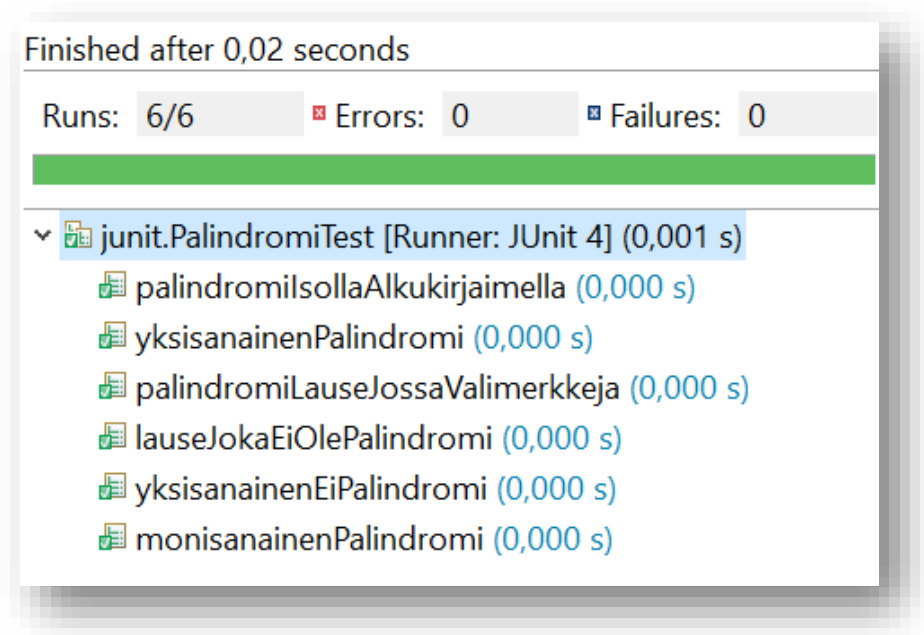 Finished after 0,02 seconds
Runs: 6/6 Errors: 0 Failures: 0
junit.PalindromiTest [Runner: JUnit 4] (0,001 s)
palindromiIsollaAlkukirjaimella (0,000 s)
yksisanainenPalindromi (0,000 s)
palindromiLauseJossaValimerkkeja (0,000 s)
lauseJokaEiOlePalindromi (0,000 s)
yksisanainenEiPalindromi (0,000 s)
monisanainenPalindromi (0,000 s)